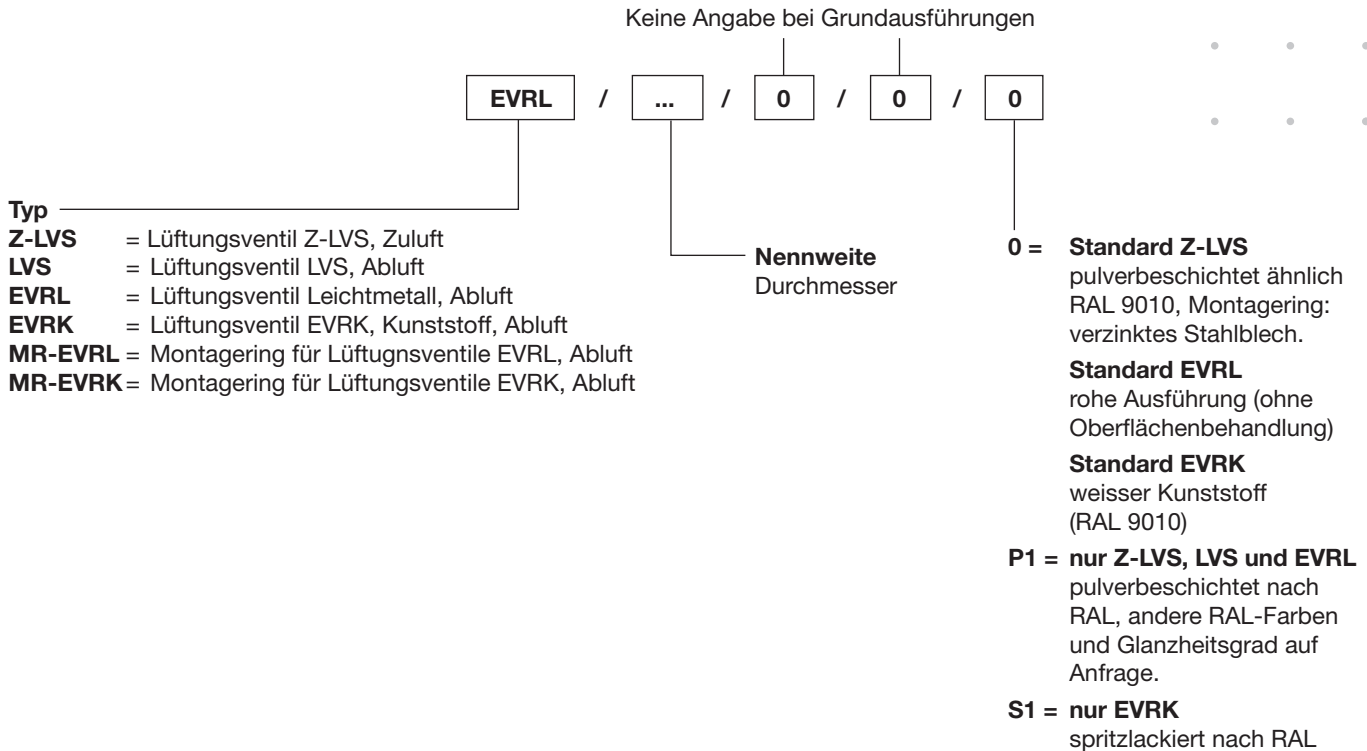 Keine Angabe bei Grundausführungen
EVRL / ... / 0 / 0 / 0
Typ
Z-LVS = Lüftungsventil Z-LVS, Zuluft
LVS = Lüftungsventil LVS, Abluft
EVRL = Lüftungsventil Leichtmetall, Abluft
EVRK = Lüftungsventil EVRK, Kunststoff, Abluft
MR-EVRL = Montagering für Lüftugnsventile EVRL, Abluft
MR-EVRK = Montagering für Lüftungsventile EVRK, Abluft
Nennweite
Durchmesser
0 = Standard Z-LVS
pulverbeschichtet ähnlich
RAL 9010, Montagering:
verzinktes Stahlblech.
Standard EVRL
rohe Ausführung (ohne
Oberflächenbehandlung)
Standard EVRK
weisser Kunststoff
(RAL 9010)
P1 = nur Z-LVS, LVS und EVRL
pulverbeschichtet nach
RAL, andere RAL-Farben
und Glanzheitsgrad auf
Anfrage.
S1 = nur EVRK
spritzlackiert nach RAL